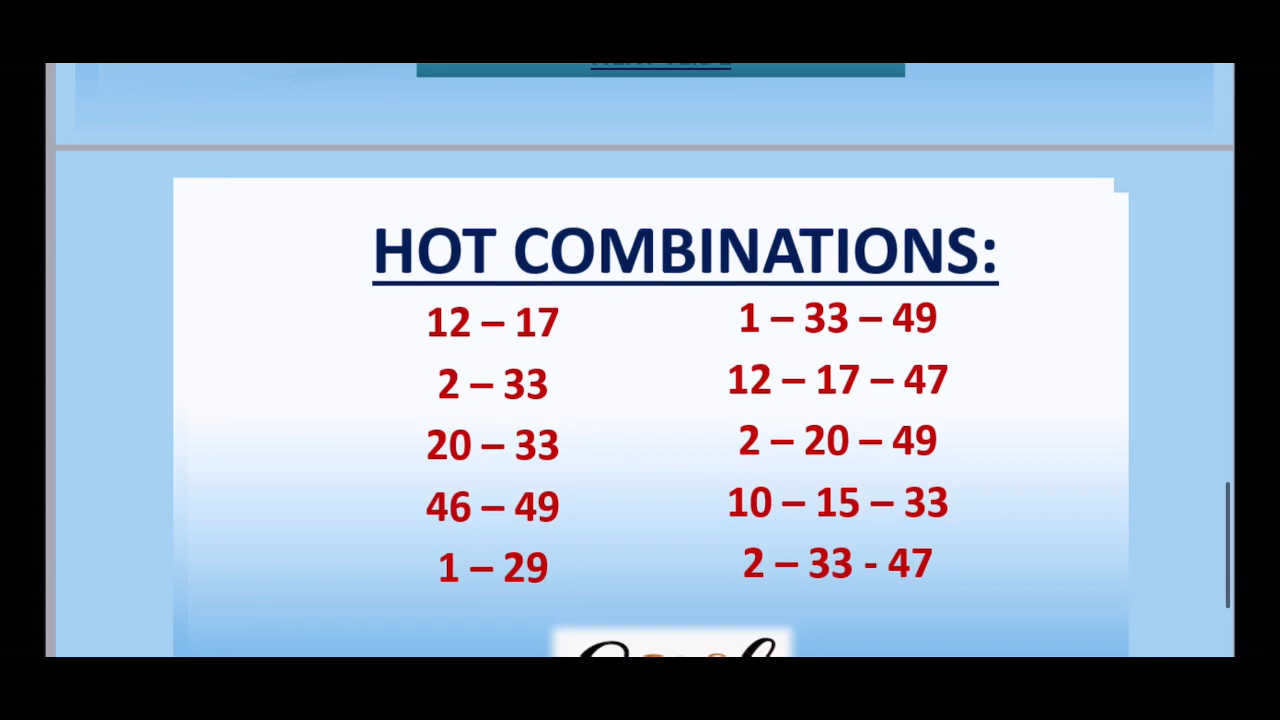 HOT COMBINATIONS:
12 – 17
2 – 33
20 – 33
46 – 49
1 – 29
1 – 33 – 49
12 – 17 – 47
2 – 20 – 49
10 – 15 – 33
2 – 33 - 47